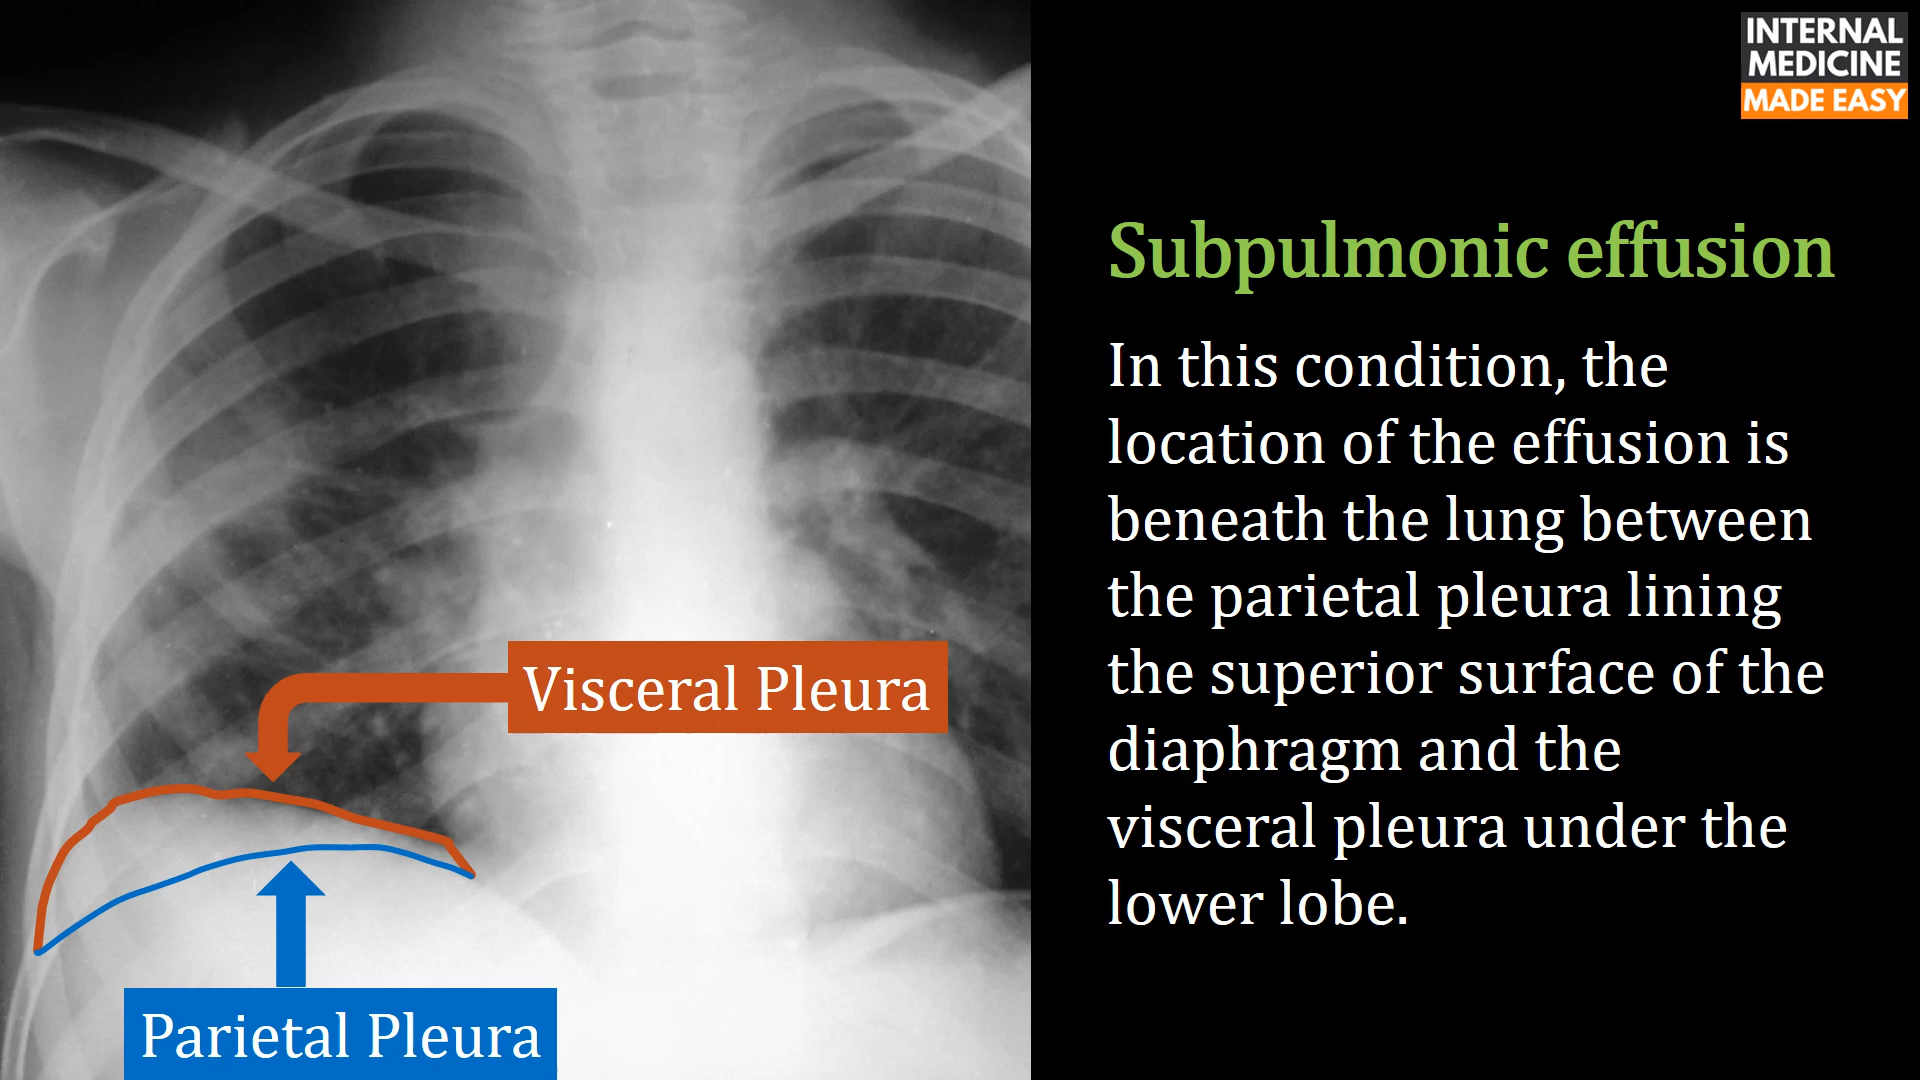 INTERNAL
MEDICINE
MADE EASY
Subpulmonic effusion
In this condition, the
location of the effusion is
beneath the lung between
the parietal pleura lining
the superior surface of the
diaphragm and the
visceral pleura under the
lower lobe.
Visceral Pleura
Parietal Pleura